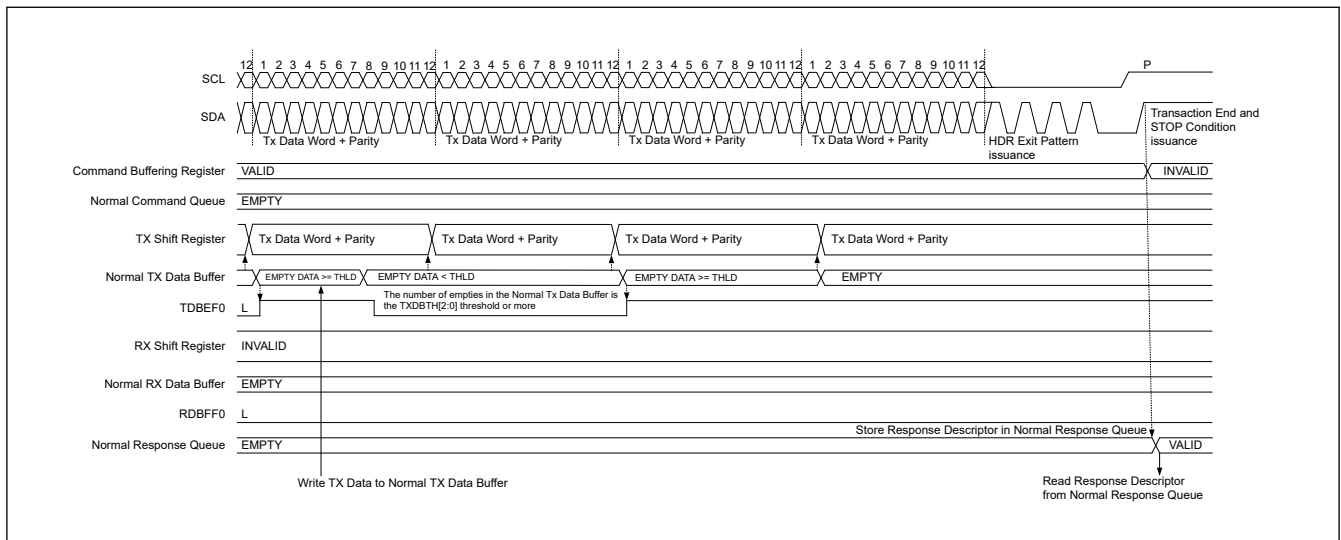 12 1 2 3 4 5 6 7 8 9 10 11 12 1 2 3 4 5 6 7 8 9 10 11 12 1 2 3 4 5 6 7 8 9 10 11 12 1 2 3 4 5 6 7 8 9 10 11 12 P
SCL
SDA
Tx Data Word + Parity Tx Data Word + Parity Tx Data Word + Parity Tx Data Word + Parity
HDR Exit Pattern
issuance
Transaction End and
STOP Condition
issuance
Command Buffering Register VALID INVALID
Normal Command Queue EMPTY
TX Shift Register Tx Data Word + Parity Tx Data Word + Parity Tx Data Word + Parity Tx Data Word + Parity
Normal TX Data Buffer EMPTY DATA >= THLD EMPTY DATA < THLD EMPTY DATA >= THLD EMPTY
The number of empties in the Normal Tx Data Buffer is
the TXDBTH[2:0] threshold or more
TDBEF0 L
RX Shift Register INVALID
Normal RX Data Buffer EMPTY
RDBFF0 L
Store Response Descriptor in Normal Response Queue
Normal Response Queue EMPTY VALID
Write TX Data to Normal TX Data Buffer
Read Response Descriptor
from Normal Response Queue